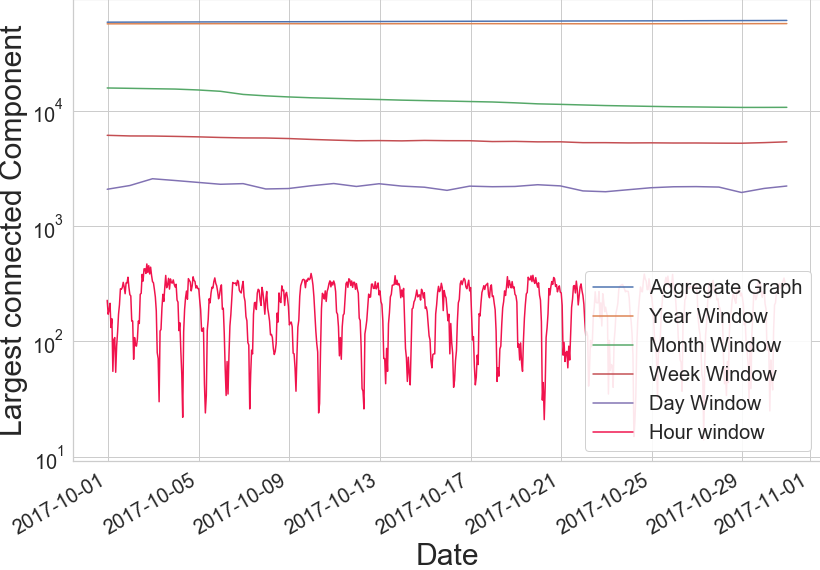 Largest connected Component
10^4
10^3
10^2
10^1
Aggregate Graph
Year Window
Month Window
Week Window
Day Window
Hour window
2017-10-01
2017-10-05
2017-10-09
2017-10-13
2017-10-17
2017-10-21
2017-10-25
2017-10-29
2017-11-01
Date